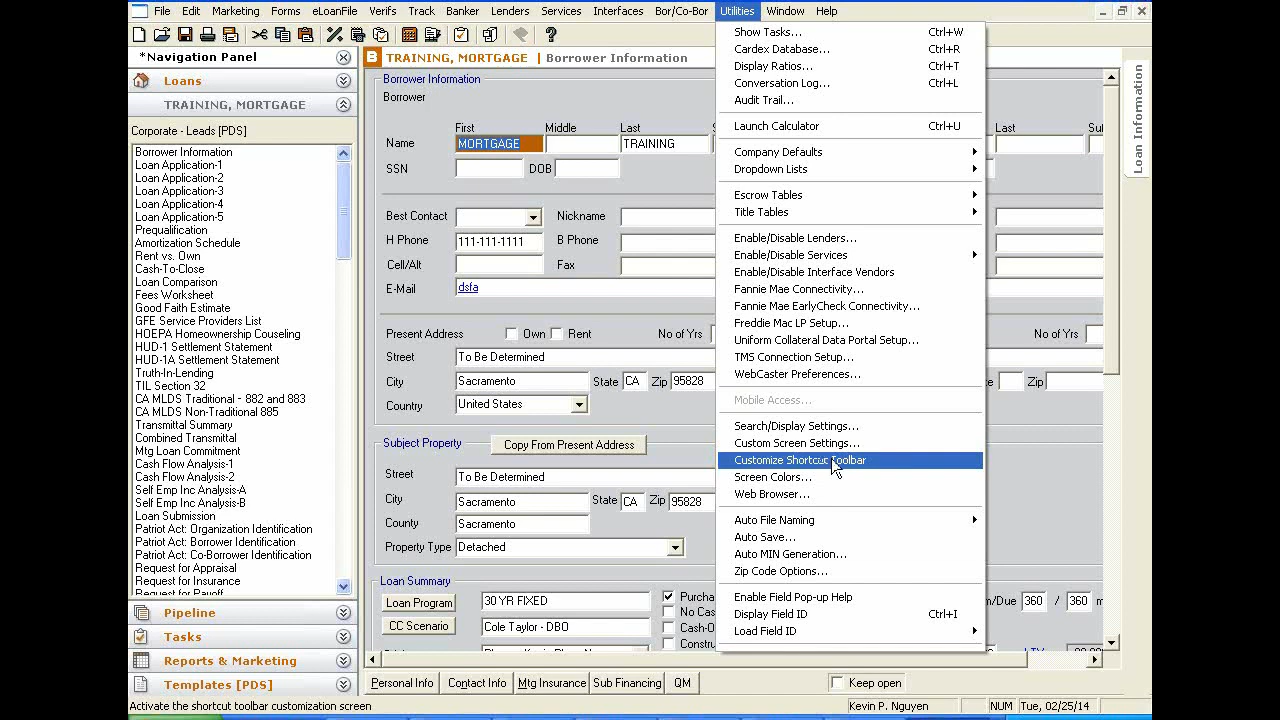 File Edit Marketing Forms eLoanFile Verifs Track Banker Lenders Services Interfaces Bor/Co-Bor Utilities Window Help
*Navigation Panel
Loans
TRAINING, MORTGAGE
Corporate - Leads [PDS]
Borrower Information
Loan Application-1
Loan Application-2
Loan Application-3
Loan Application-4
Loan Application-5
Prequalification
Amortization Schedule
Rent vs. Own
Cash-To-Close
Loan Comparison
Fees Worksheet
Good Faith Estimate
GFE Service Providers List
HOEPA Homeownership Couseling
HUD-1 Settlement Statement
HUD-1A Settlement Statement
Truth-In-Lending
TIL Section 32
CA MLDS Traditional - 882 and 883
CA MLDS Non-Traditional 885
Transmittal Summary
Combined Transmittal
Mtg Loan Commitment
Cash Flow Analysis-1
Cash Flow Analysis-2
Self Emp Inc Analysis-A
Self Emp Inc Analysis-B
Loan Submission
Patriot Act: Organization Identification
Patriot Act: Borrower Identification
Patriot Act: Co-Borrower Identification
Request for Appraisal
Request for Insurance
Request for Payoff
Pipeline
Tasks
Reports & Marketing
Templates [PDS]
B TRAINING, MORTGAGE | Borrower Information
Borrower Information
Borrower
First Middle Last
Name MORTGAGE TRAINING
SSN DOB
Best Contact Nickname
H Phone 111-111-1111 B Phone
Cell/Alt Fax
E-Mail dsfa
Present Address Own Rent No of Yrs
Street To Be Determined
City Sacramento State CA Zip 95828
Country United States
Subject Property Copy From Present Address
Street To Be Determined
City Sacramento State CA Zip 95828
County Sacramento
Property Type Detached
Loan Summary
Loan Program 30 YR FIXED
CC Scenario Cole Taylor - DBO
Show Tasks... Ctrl+W
Cardex Database... Ctrl+R
Display Ratios... Ctrl+T
Conversation Log... Ctrl+L
Audit Trail...
Launch Calculator Ctrl+U
Company Defaults
Dropdown Lists
Escrow Tables
Title Tables
Enable/Disable Lenders...
Enable/Disable Services
Enable/Disable Interface Vendors
Fannie Mae Connectivity...
Fannie Mae EarlyCheck Connectivity...
Freddie Mac LP Setup...
Uniform Collateral Data Portal Setup...
TMS Connection Setup...
WebCaster Preferences...
Mobile Access...
Search/Display Settings...
Custom Screen Settings...
Customize Shortcut Toolbar
Screen Colors...
Web Browser...
Auto File Naming
Auto Save...
Auto MIN Generation...
Zip Code Options...
Enable Field Pop-up Help
Display Field ID Ctrl+I
Load Field ID
Last
No of Yrs
Zip
360 / 360
Loan Information
Personal Info Contact Info Mtg Insurance Sub Financing QM Keep open
Activate the shortcut toolbar customization screen Kevin P. Nguyen NUM Tue, 02/25/14